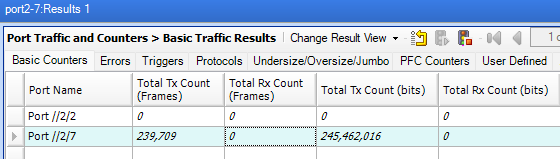 port2-7:Results 1
Port Traffic and Counters > Basic Traffic Results Change Result View
Basic Counters Errors Triggers Protocols Undersize/Oversize/Jumbo PFC Counters User Defined
Port Name Total Tx Count (Frames) Total Rx Count (Frames) Total Tx Count (bits) Total Rx Count (bits)
Port //2/2 0 0 0 0
Port //2/7 239,709 0 245,462,016 0